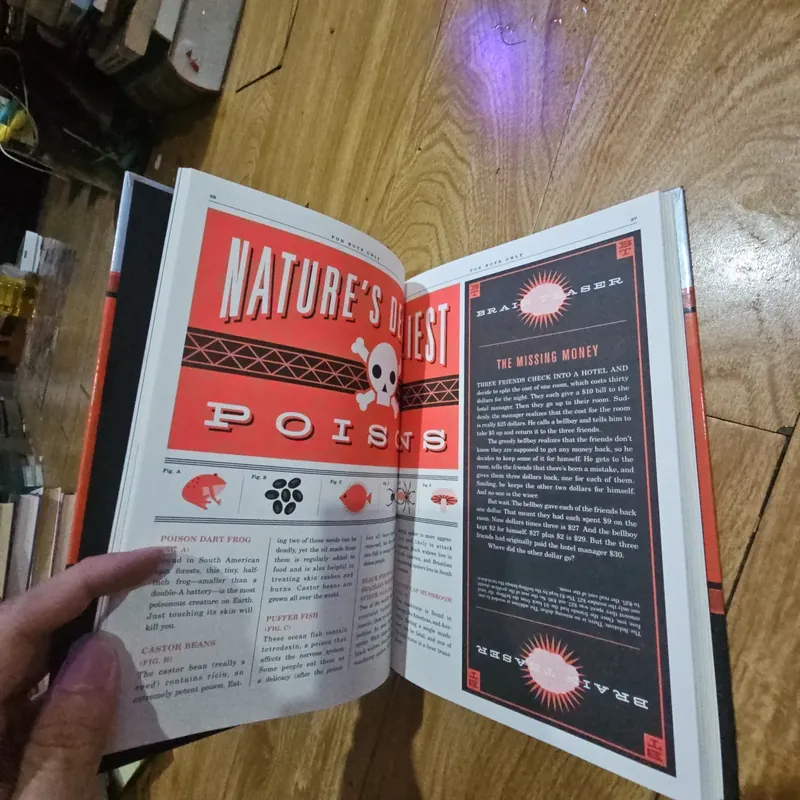 36
FOR BOYS ONLY
NATURE'S
POISONS
Fig. A
Fig. B
Fig. C
POISON DART FROG
in South American
forests, this tiny, half-
inch frog—smaller than a
double-A battery—is the most
poisonous creature on Earth.
Just touching its skin will
kill you.
CASTOR BEANS
(FIG. B)
The castor bean (really a
seed) contains ricin, an
extremely potent poison. Eat-
ing two of these seeds can be
deadly, yet the oil made from
them is regularly added to
food and is also helpful in
treating skin rashes and
burns. Castor beans are
grown all over the world.
PUFFER FISH
(FIG. C)
These ocean fish contain
tetrodoxin, a poison that
affects the nervous system.
Some people eat them as
a delicacy (after the poison
37
FOR BOYS ONLY
BT
BRAIN TEASER
THE MISSING MONEY
THREE FRIENDS CHECK INTO A HOTEL AND
decide to split the cost of one room, which costs thirty
dollars for the night. They each give a $10 bill to the
hotel manager. Then they go up to their room. Sud-
denly, the manager realizes that the cost for the room
is really $25 dollars. He calls a bellboy and tells him to
take $5 up and return it to the three friends.
The greedy bellboy realizes that the friends don't
know they are supposed to get any money back, so he
decides to keep some of it for himself. He gets to the
room, tells the friends that there's been a mistake, and
gives them three dollars back, one for each of them.
Smiling, he keeps the other two dollars for himself.
And no one is the wiser.
But wait. The bellboy gave each of the friends back
one dollar. That meant they had each spent $9 on the
room. Nine dollars times three is $27. And the bellboy
kept $2 for himself. $27 plus $2 is $29. But the three
friends had originally paid the hotel manager $30.
Where did the other dollar go?
BRAIN TEASER